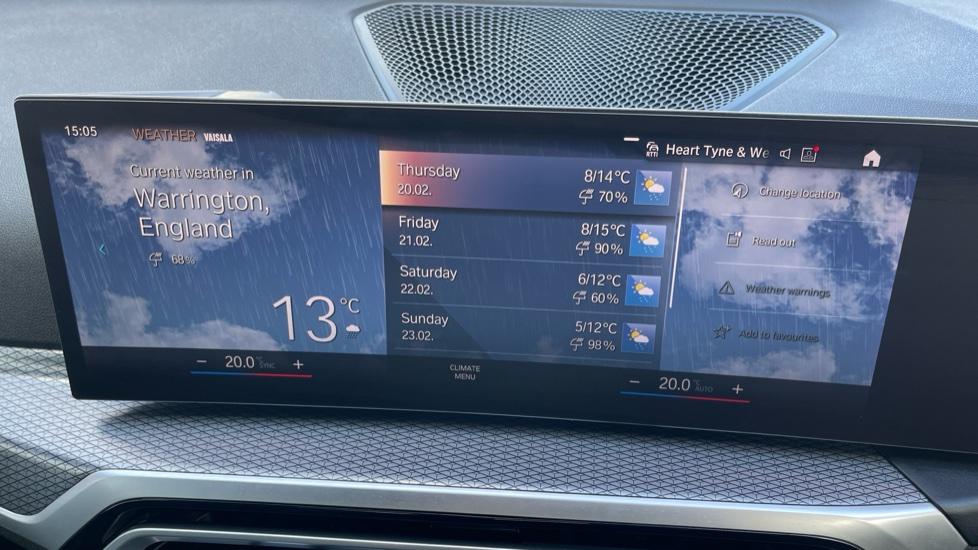 15:05
WEATHER VAISALA
Heart Tyne & We
Current weather in
Warrington,
England
68%
13°C
Thursday 8/14°C
20.02. 70%
Friday 8/15°C
21.02. 90%
Saturday 6/12°C
22.02. 60%
Sunday 5/12°C
23.02. 98%
Change location
Read out
Weather warnings
Add to favourites
− 20.0 °C SYNC +
CLIMATE
MENU
− 20.0 °C AUTO +